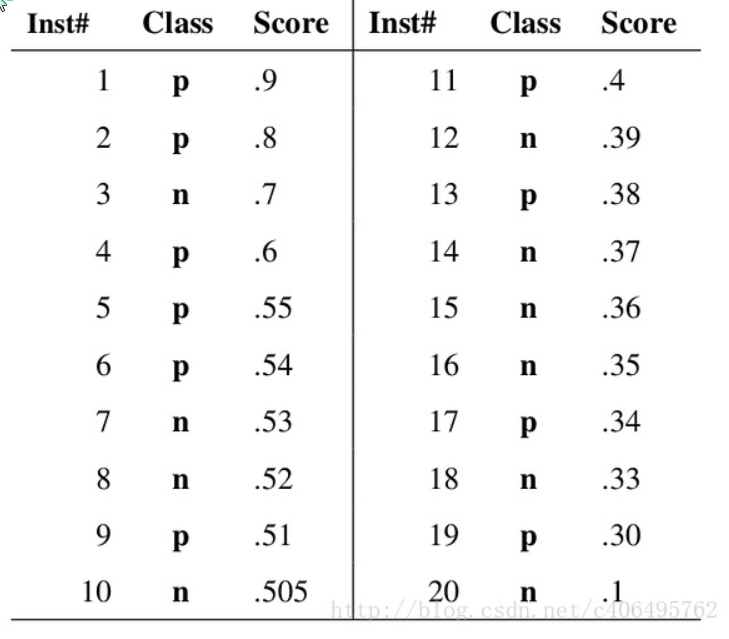 Inst# Class Score Inst# Class Score
1 p .9 11 p .4
2 p .8 12 n .39
3 n .7 13 p .38
4 p .6 14 n .37
5 p .55 15 n .36
6 p .54 16 n .35
7 n .53 17 p .34
8 n .52 18 n .33
9 p .51 19 p .30
10 n .505 20 n .1
http://blog.csdn.net/c406495762